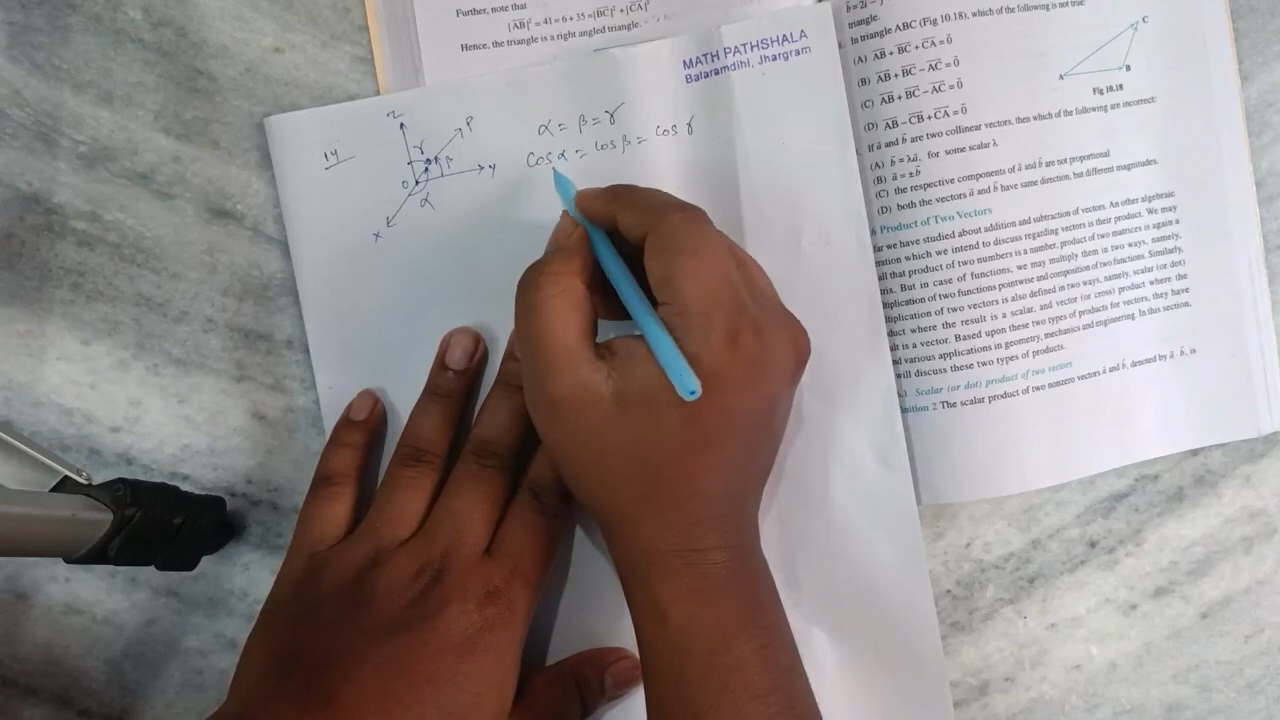 Further, note that
|AB|² = 41 = 6 + 35 = |BC|² + |CA|²
Hence, the triangle is a right angled triangle.
MATH PATHSHALA
Balaramdihi, Jhargram
14
Z
P
γ
β
Y
O
α
X
α = β = γ
cos α = cos β = cos γ
triangle.
In triangle ABC (Fig 10.18), which of the following is not true:
(A) AB + BC + CA = 0
(B) AB + BC − AC = 0
(C) AB + BC − AC = 0
(D) AB − CB + CA = 0
C
A
B
Fig 10.18
If a and b are two collinear vectors, then which of the following are incorrect:
(A) b = λa, for some scalar λ
(B) a = ±b
(C) the respective components of a and b are not proportional
(D) both the vectors a and b have same direction, but different magnitudes.
Product of Two Vectors
far we have studied about addition and subtraction of vectors. An other algebraic
which we intend to discuss regarding vectors is their product. We may
that product of two numbers is a number, product of two matrices is again a
But in case of functions, we may multiply them in two ways, namely,
of two functions pointwise and composition of two functions. Similarly,
of two vectors is also defined in two ways, namely, scalar (or dot)
where the result is a scalar, and vector (or cross) product where the
is a vector. Based upon these two types of products for vectors, they have
various applications in geometry, mechanics and engineering. In this section,
will discuss these two types of products.
Scalar (or dot) product of two vectors
2 The scalar product of two nonzero vectors a and b, denoted by a . b, is